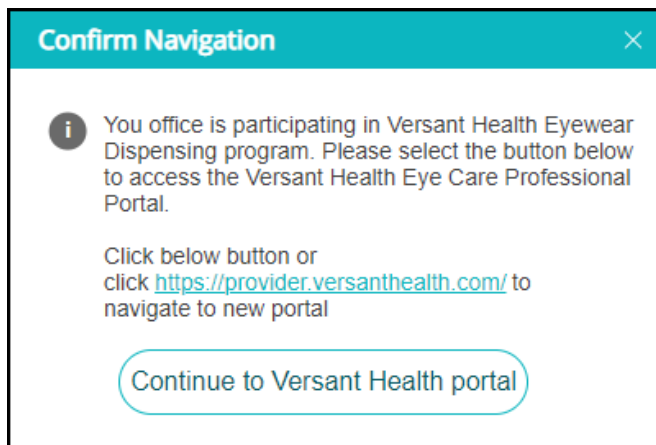 Confirm Navigation
You office is participating in Versant Health Eyewear
Dispensing program. Please select the button below
to access the Versant Health Eye Care Professional
Portal.
Click below button or
click https://provider.versanthealth.com/ to
navigate to new portal
Continue to Versant Health portal